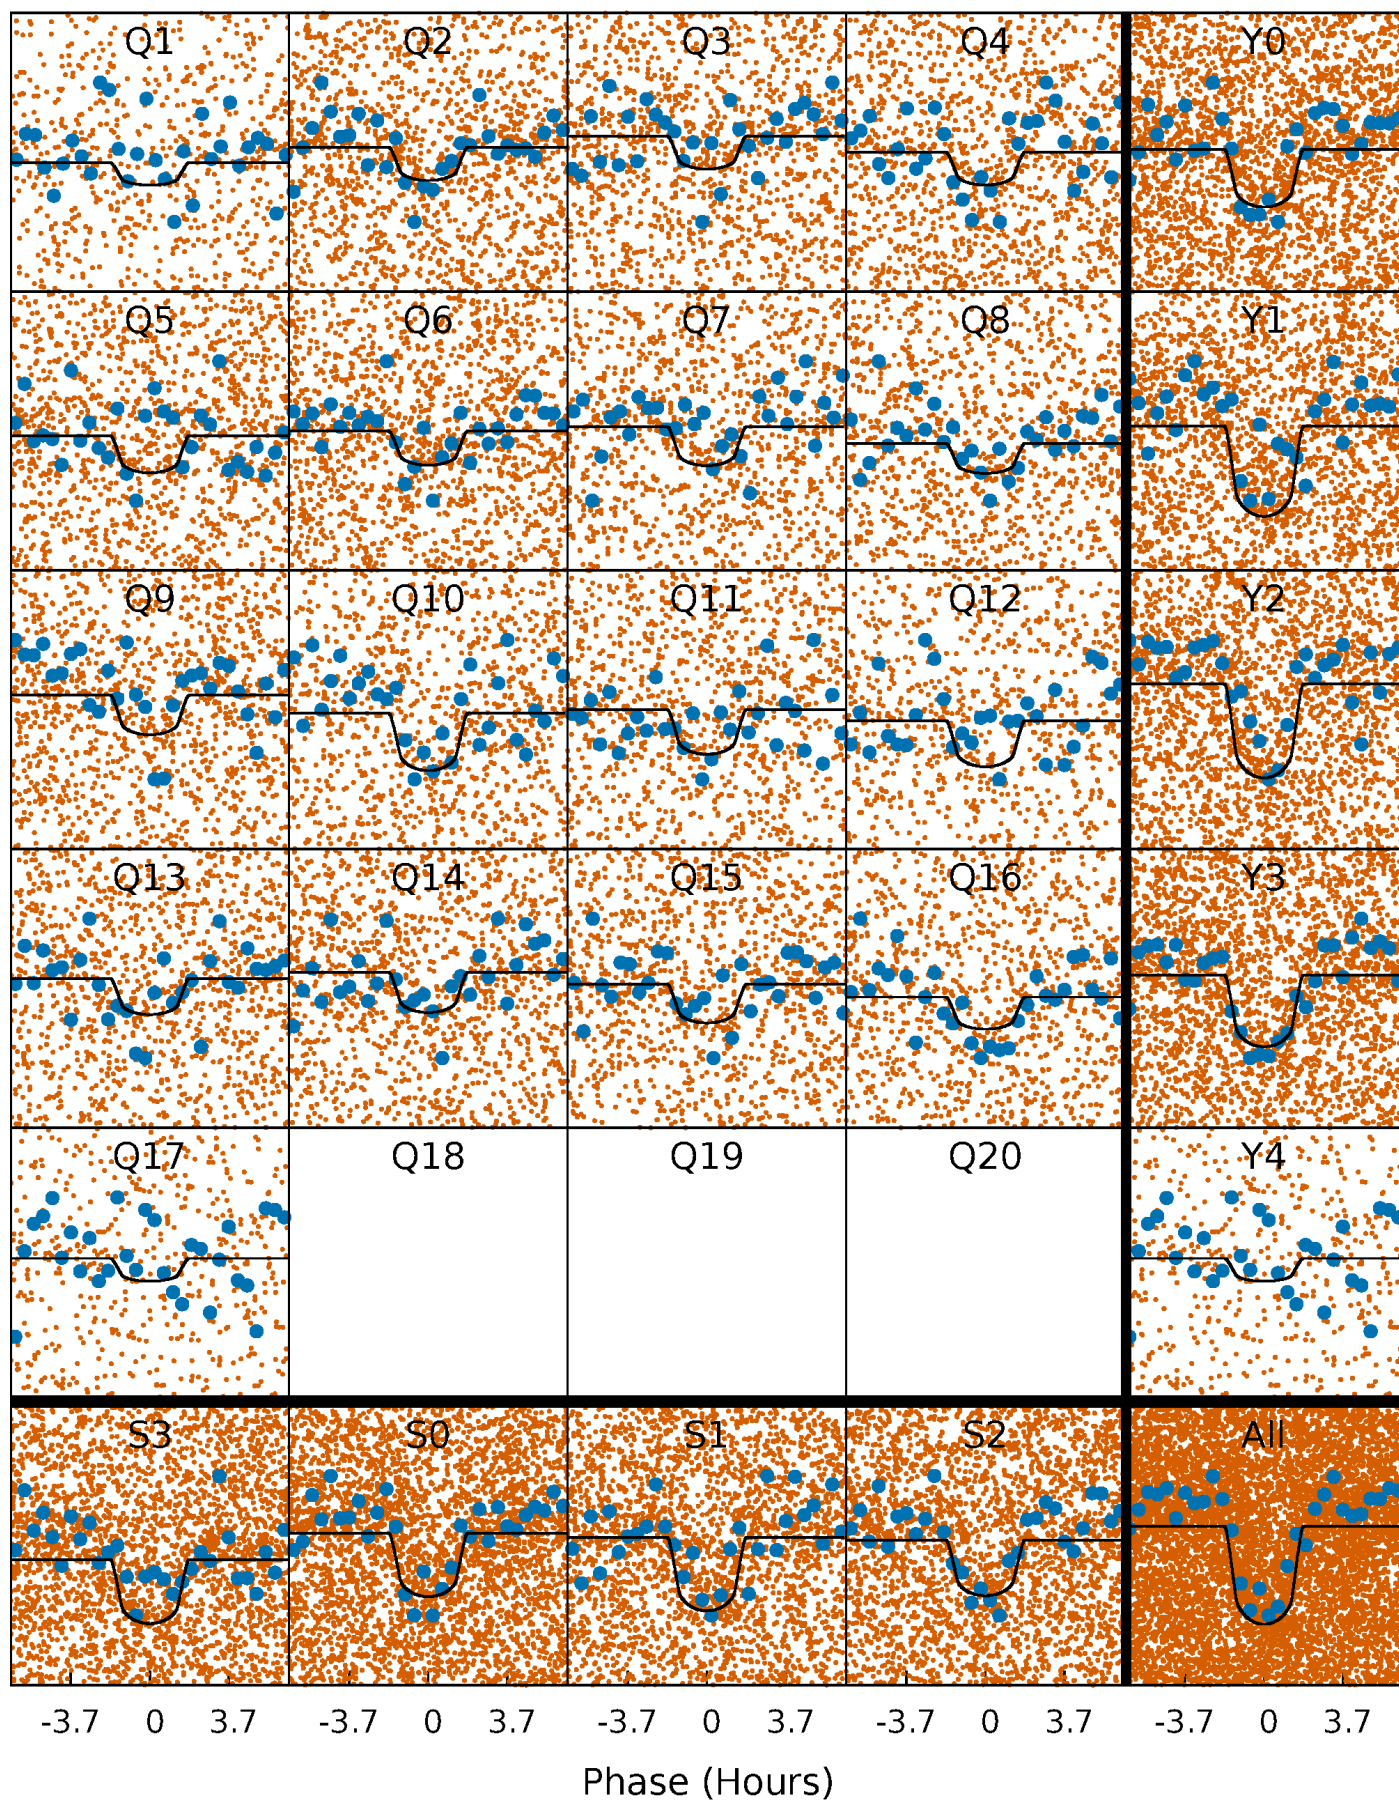 Q1 Q2 Q3 Q4 Y0
Q5 Q6 Q7 Q8 Y1
Q9 Q10 Q11 Q12 Y2
Q13 Q14 Q15 Q16 Y3
Q17 Q18 Q19 Q20 Y4
S3 S0 S1 S2 All
-3.7 0 3.7 -3.7 0 3.7 -3.7 0 3.7 -3.7 0 3.7 -3.7 0 3.7
Phase (Hours)